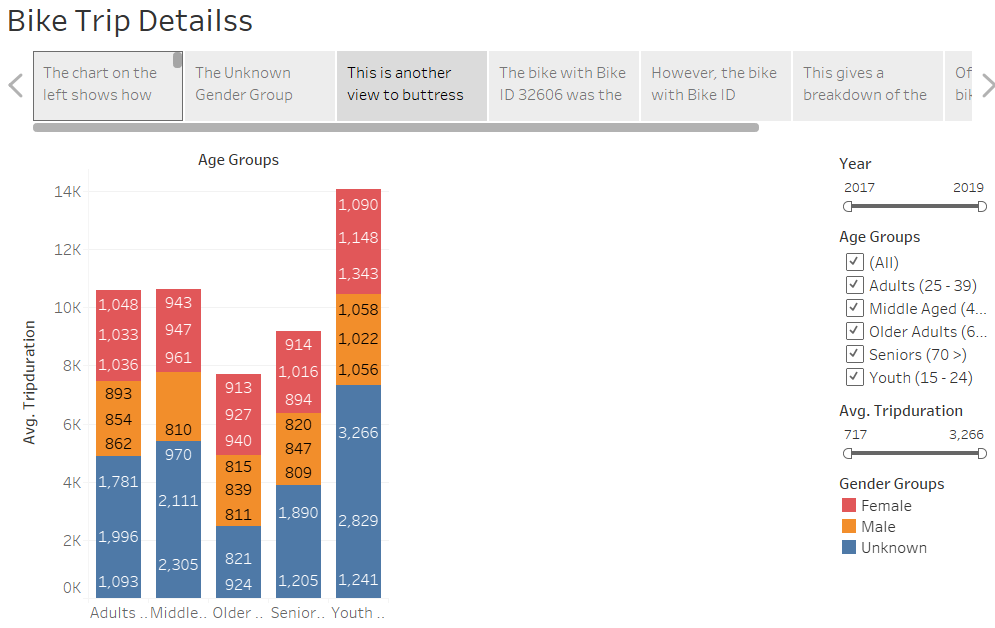 Bike Trip Detailss
The chart on the
left shows how
The Unknown
Gender Group
This is another
view to buttress
The bike with Bike
ID 32606 was the
However, the bike
with Bike ID
This gives a
breakdown of the
Of
bik
Age Groups
Avg. Tripduration
14K
12K
10K
8K
6K
4K
2K
0K
1,048
1,033
1,036
893
854
862
1,781
1,996
1,093
943
947
961
810
970
2,111
2,305
913
927
940
815
839
811
821
924
914
1,016
894
820
847
809
1,890
1,205
1,090
1,148
1,343
1,058
1,022
1,056
3,266
2,829
1,241
Adults .. Middle.. Older .. Senior.. Youth ..
Year
2017 2019
Age Groups
(All)
Adults (25 - 39)
Middle Aged (4...
Older Adults (6...
Seniors (70 >)
Youth (15 - 24)
Avg. Tripduration
717 3,266
Gender Groups
Female
Male
Unknown